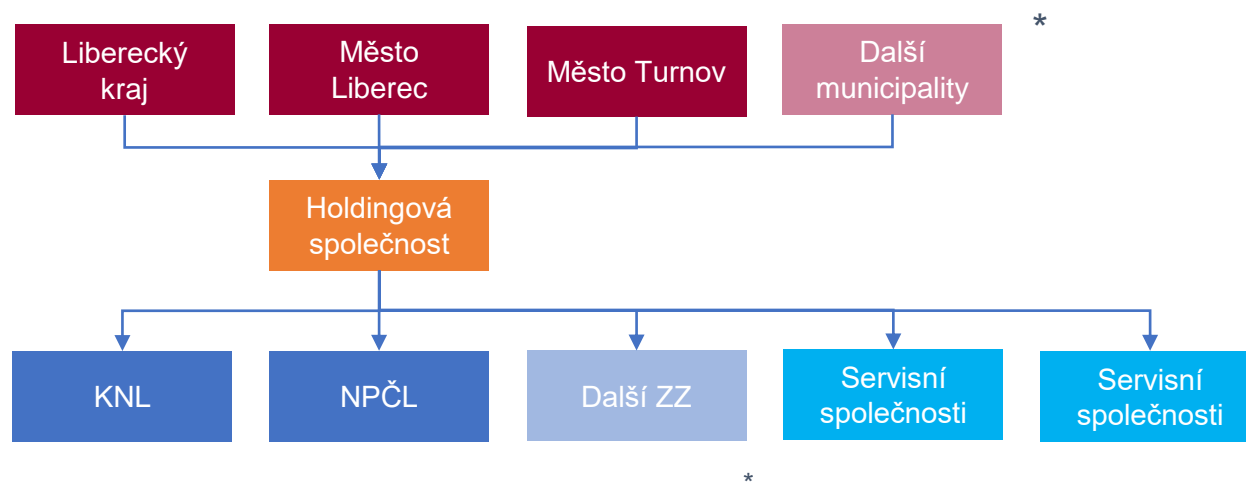 *
Liberecký
kraj
Město
Liberec
Město Turnov
Další
municipality
Holdingová
společnost
KNL
NPČL
Další ZZ
Servisní
společnosti
Servisní
společnosti
*